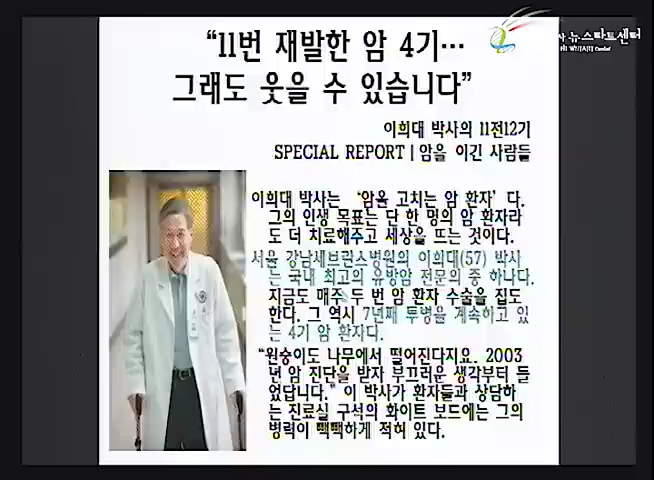 “11번 재발한 암 4기…
그래도 웃을 수 있습니다”
뉴스타트센터
Center
이희대 박사의 11전12기
SPECIAL REPORT | 암을 이긴 사람들
이희대 박사는 ‘암을 고치는 암 환자’다.
그의 인생 목표는 단 한 명의 암 환자라
도 더 치료해주고 세상을 뜨는 것이다.
서울 강남세브란스병원의 이희대(57) 박사
는 국내 최고의 유방암 전문의 중 하나다.
지금도 매주 두 번 암 환자 수술을 집도
한다. 그 역시 7년째 투병을 계속하고 있
는 4기 암 환자다.
“원숭이도 나무에서 떨어진다지요. 2003
년 암 진단을 받자 부끄러운 생각부터 들
었답니다.” 이 박사가 환자들과 상담하
는 진료실 구석의 화이트 보드에는 그의
병력이 빽빽하게 적혀 있다.